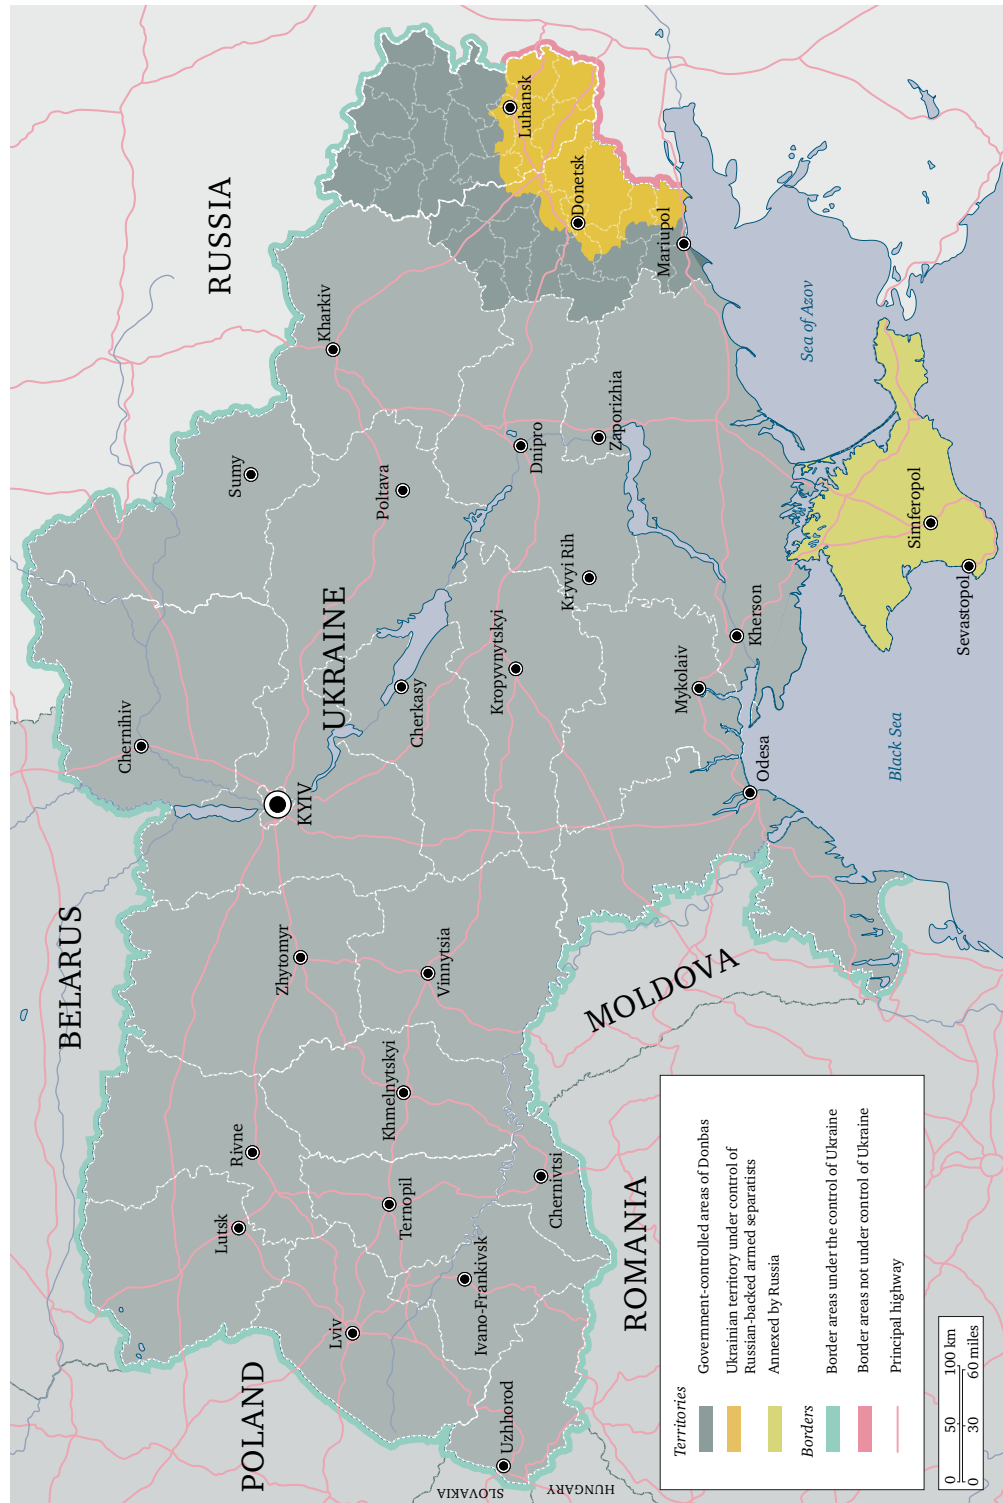 RUSSIA
BELARUS
POLAND
SLOVAKIA
HUNGARY
ROMANIA
MOLDOVA
UKRAINE
Chernihiv
Sumy
Kharkiv
Luhansk
Donetsk
Mariupol
Lutsk
Rivne
Zhytomyr
KYIV
Poltava
Lviv
Ternopil
Khmelnytskyi
Vinnytsia
Cherkasy
Dnipro
Zaporizhia
Uzhhorod
Ivano-Frankivsk
Chernivtsi
Kropyvnytskyi
Kryvyi Rih
Mykolaiv
Kherson
Odesa
Simferopol
Sevastopol
Sea of Azov
Black Sea
Territories
Government-controlled areas of Donbas
Ukrainian territory under control of
Russian-backed armed separatists
Annexed by Russia
Borders
Border areas under the control of Ukraine
Border areas not under control of Ukraine
Principal highway
0 50 100 km
0 30 60 miles